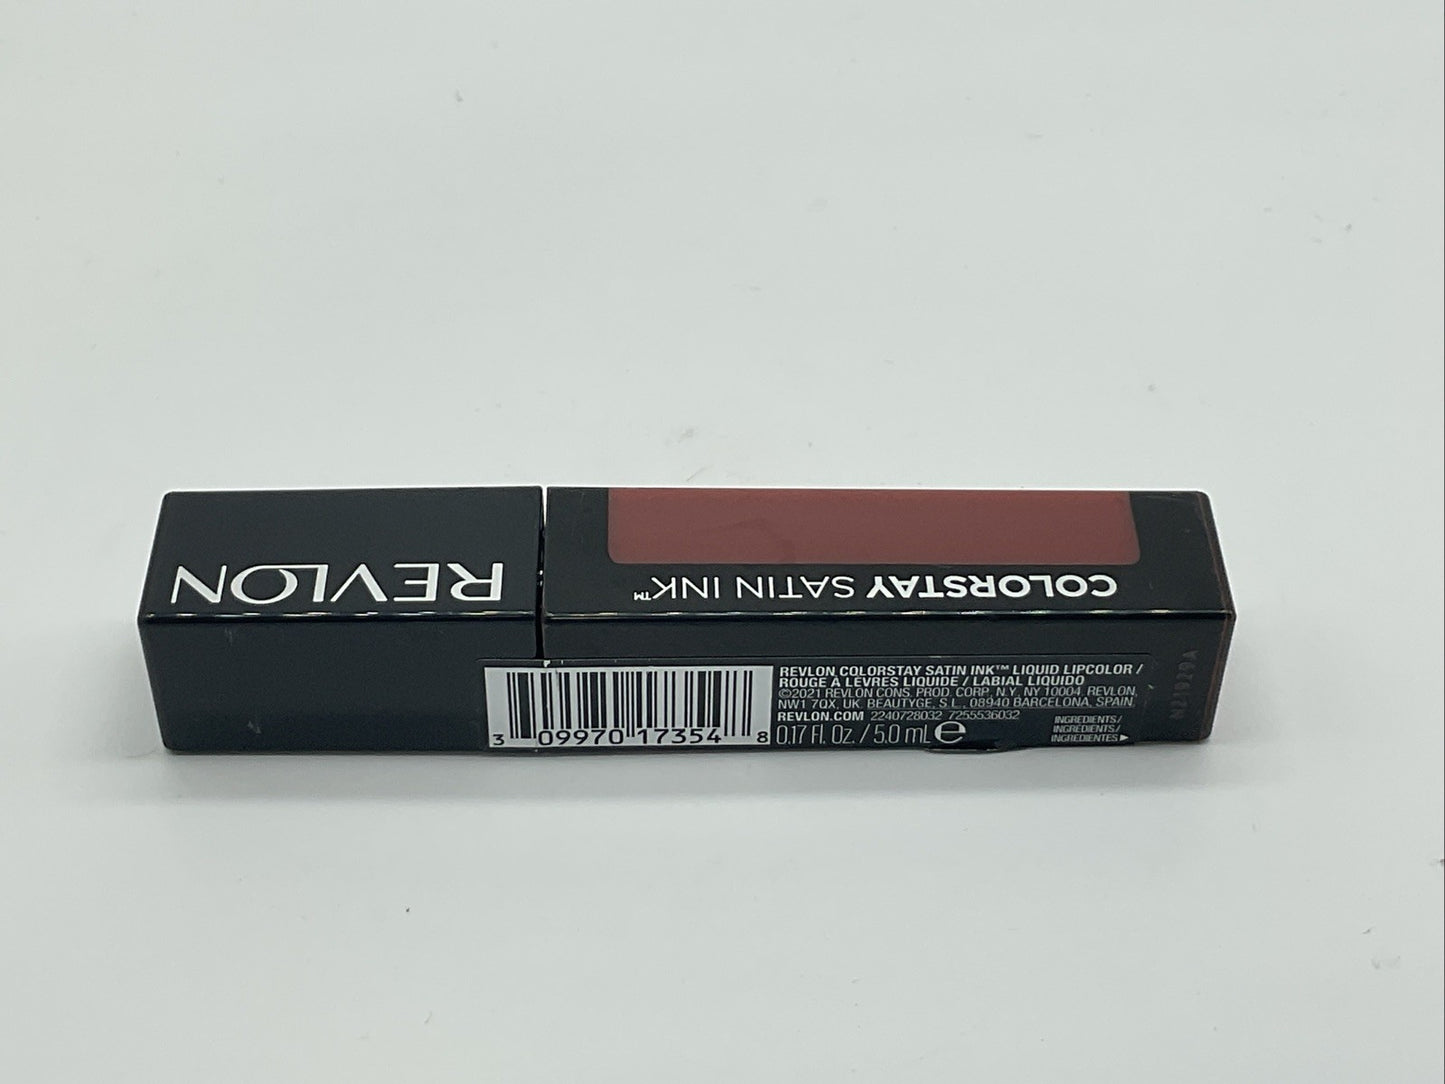 REVLON
COLORSTAY SATIN INK™
REVLON COLORSTAY SATIN INK™ LIQUID LIPCOLOR /
ROUGE À LÈVRES LIQUIDE / LABIAL LÍQUIDO
©2021 REVLON CONS. PROD. CORP., N.Y., NY 10004. REVLON,
NW1 7QX, UK. BEAUTYGE, S.L., 08940 BARCELONA, SPAIN.
REVLON.COM 2240728032 7255536032
0.17 Fl. Oz. / 5.0 mL e
INGREDIENTS/
INGRÉDIENTS/
INGREDIENTES ▶
3 09970 17354 8